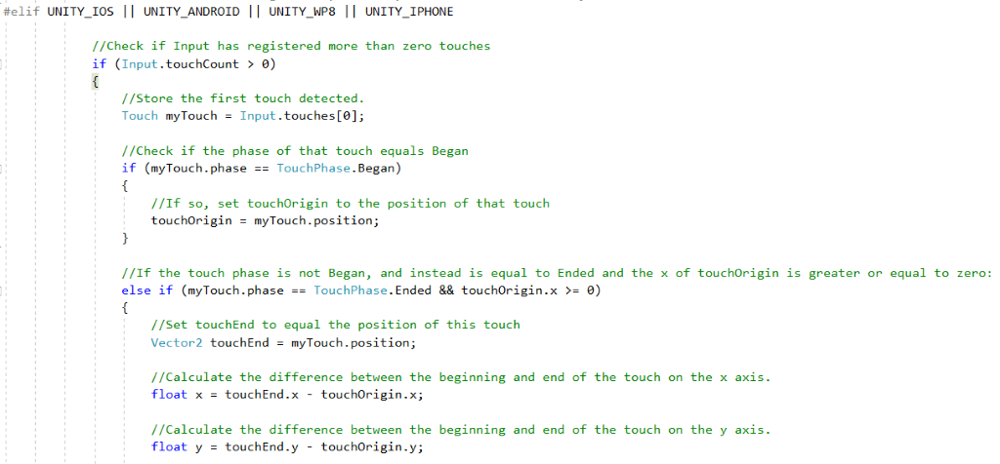 #elif UNITY_IOS || UNITY_ANDROID || UNITY_WP8 || UNITY_IPHONE
//Check if Input has registered more than zero touches
if (Input.touchCount > 0)
{
//Store the first touch detected.
Touch myTouch = Input.touches[0];
//Check if the phase of that touch equals Began
if (myTouch.phase == TouchPhase.Began)
{
//If so, set touchOrigin to the position of that touch
touchOrigin = myTouch.position;
}
//If the touch phase is not Began, and instead is equal to Ended and the x of touchOrigin is greater or equal to zero:
else if (myTouch.phase == TouchPhase.Ended && touchOrigin.x >= 0)
{
//Set touchEnd to equal the position of this touch
Vector2 touchEnd = myTouch.position;
//Calculate the difference between the beginning and end of the touch on the x axis.
float x = touchEnd.x - touchOrigin.x;
//Calculate the difference between the beginning and end of the touch on the y axis.
float y = touchEnd.y - touchOrigin.y;